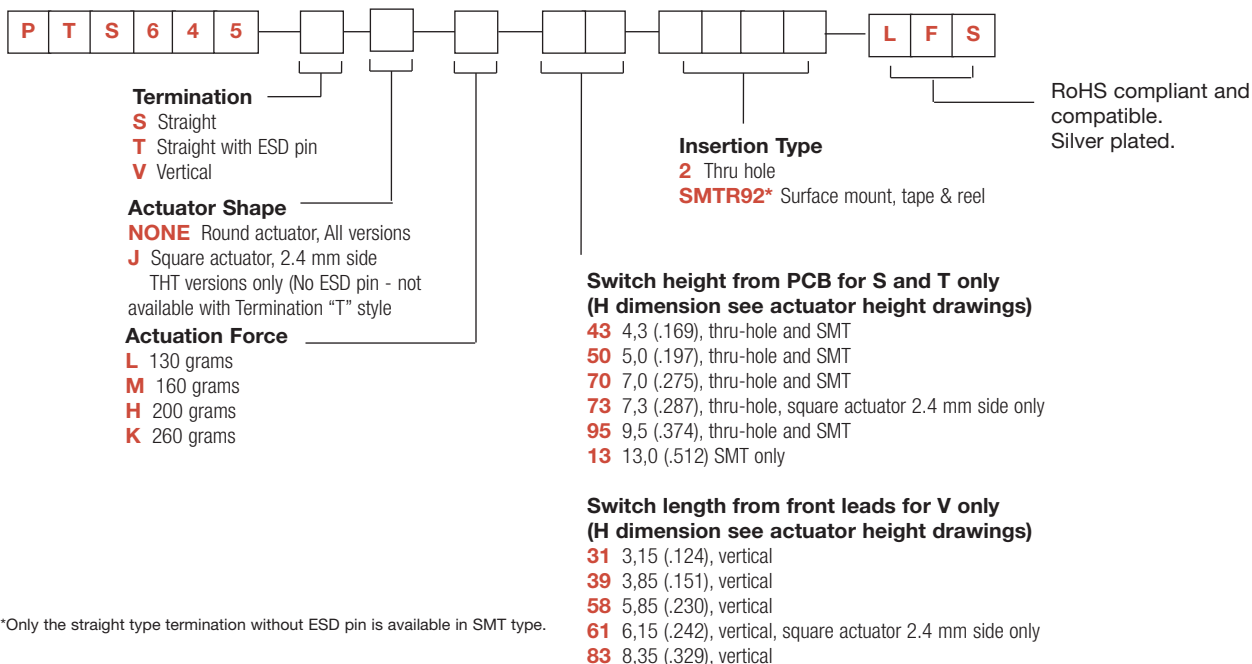 P T S 6 4 5 L F S
RoHS compliant and
compatible.
Silver plated.
Termination
S Straight
T Straight with ESD pin
V Vertical
Actuator Shape
NONE Round actuator, All versions
J Square actuator, 2.4 mm side
THT versions only (No ESD pin - not
available with Termination “T” style
Actuation Force
L 130 grams
M 160 grams
H 200 grams
K 260 grams
Insertion Type
2 Thru hole
SMTR92* Surface mount, tape & reel
Switch height from PCB for S and T only
(H dimension see actuator height drawings)
43 4,3 (.169), thru-hole and SMT
50 5,0 (.197), thru-hole and SMT
70 7,0 (.275), thru-hole and SMT
73 7,3 (.287), thru-hole, square actuator 2.4 mm side only
95 9,5 (.374), thru-hole and SMT
13 13,0 (.512) SMT only
Switch length from front leads for V only
(H dimension see actuator height drawings)
31 3,15 (.124), vertical
39 3,85 (.151), vertical
58 5,85 (.230), vertical
61 6,15 (.242), vertical, square actuator 2.4 mm side only
83 8,35 (.329), vertical
*Only the straight type termination without ESD pin is available in SMT type.